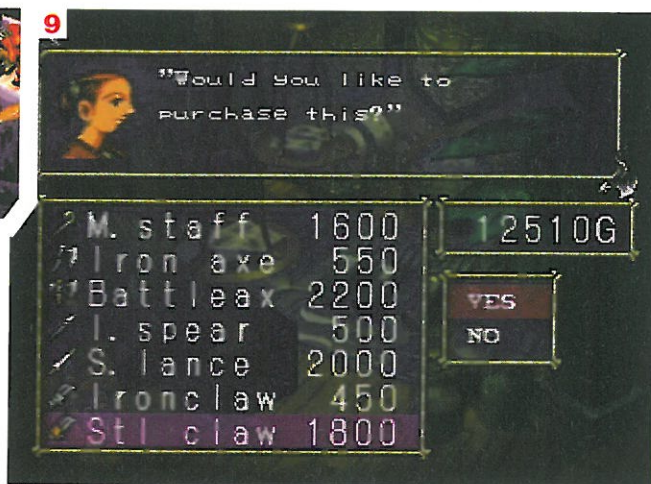 9
"Would you like to
purchase this?"
M. staff 1600
12510G
Iron axe 550
Battleax 2200
YES
I. spear 500
NO
S. lance 2000
Ironclaw 450
Stl claw 1800